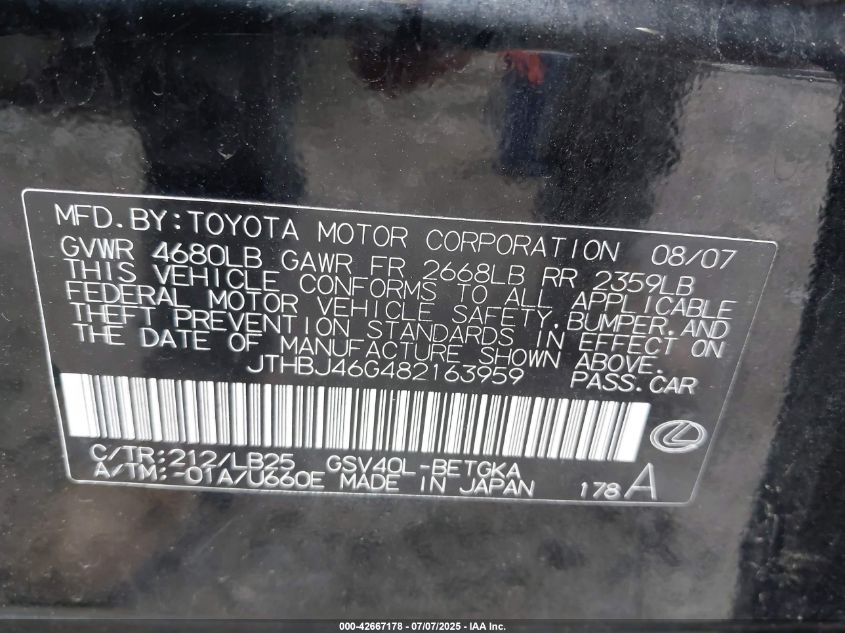 MFD. BY: TOYOTA MOTOR CORPORATION 08/07
GVWR 4680LB GAWR FR 2668LB RR 2359LB
THIS VEHICLE CONFORMS TO ALL APPLICABLE
FEDERAL MOTOR VEHICLE SAFETY, BUMPER, AND
THEFT PREVENTION STANDARDS IN EFFECT ON
THE DATE OF MANUFACTURE SHOWN ABOVE.
JTHBJ46G482163959 PASS. CAR
C/TR: 212/LB25 GSV40L-BETGKA
A/TM: -01A/U660E MADE IN JAPAN 178 A
000-42667178 - 07/07/2025 - IAA Inc.